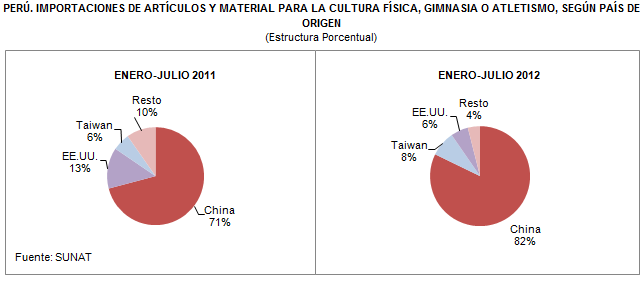 PERÚ. IMPORTACIONES DE ARTÍCULOS Y MATERIAL PARA LA CULTURA FÍSICA, GIMNASIA O ATLETISMO, SEGÚN PAÍS DE
ORIGEN
(Estructura Porcentual)
ENERO-JULIO 2011
Resto
10%
Taiwan
6%
EE.UU.
13%
China
71%
Fuente: SUNAT
ENERO-JULIO 2012
Resto
4%
EE.UU.
6%
Taiwan
8%
China
82%